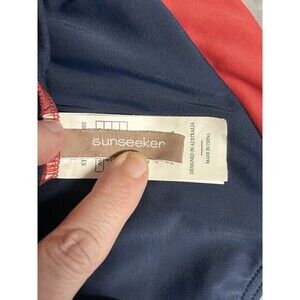 sunseeker
DESIGNED IN AUSTRALIA
MADE IN CHINA